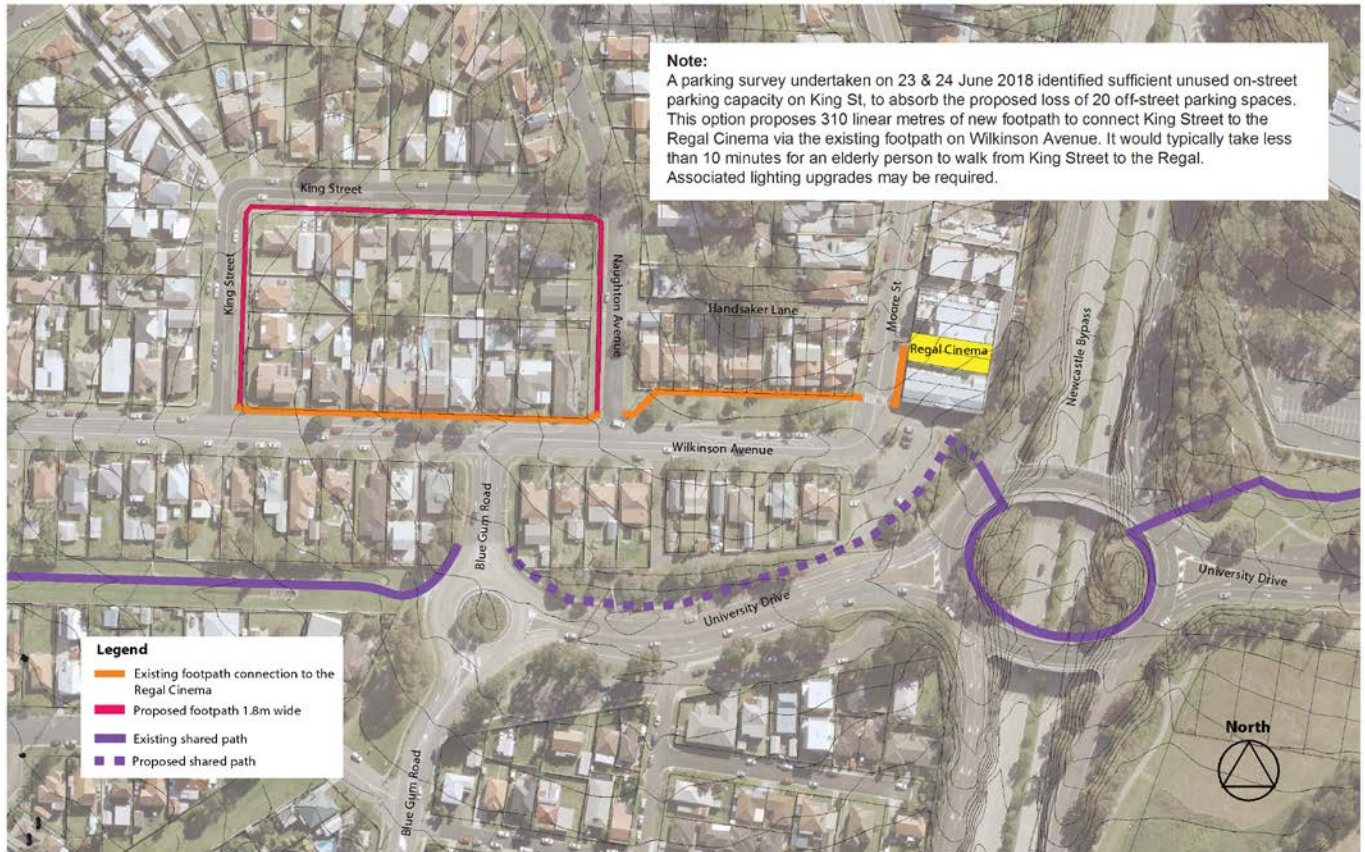 Note:
A parking survey undertaken on 23 & 24 June 2018 identified sufficient unused on-street
parking capacity on King St, to absorb the proposed loss of 20 off-street parking spaces.
This option proposes 310 linear metres of new footpath to connect King Street to the
Regal Cinema via the existing footpath on Wilkinson Avenue. It would typically take less
than 10 minutes for an elderly person to walk from King Street to the Regal.
Associated lighting upgrades may be required.
King Street
King Street
Naughton Avenue
Handsaker Lane
Moore St
Regal Cinema
Newcastle Bypass
Wilkinson Avenue
Blue Gum Road
University Drive
University Drive
Legend
Existing footpath connection to the
Regal Cinema
Proposed footpath 1.8m wide
Existing shared path
Proposed shared path
Blue Gum Road
North